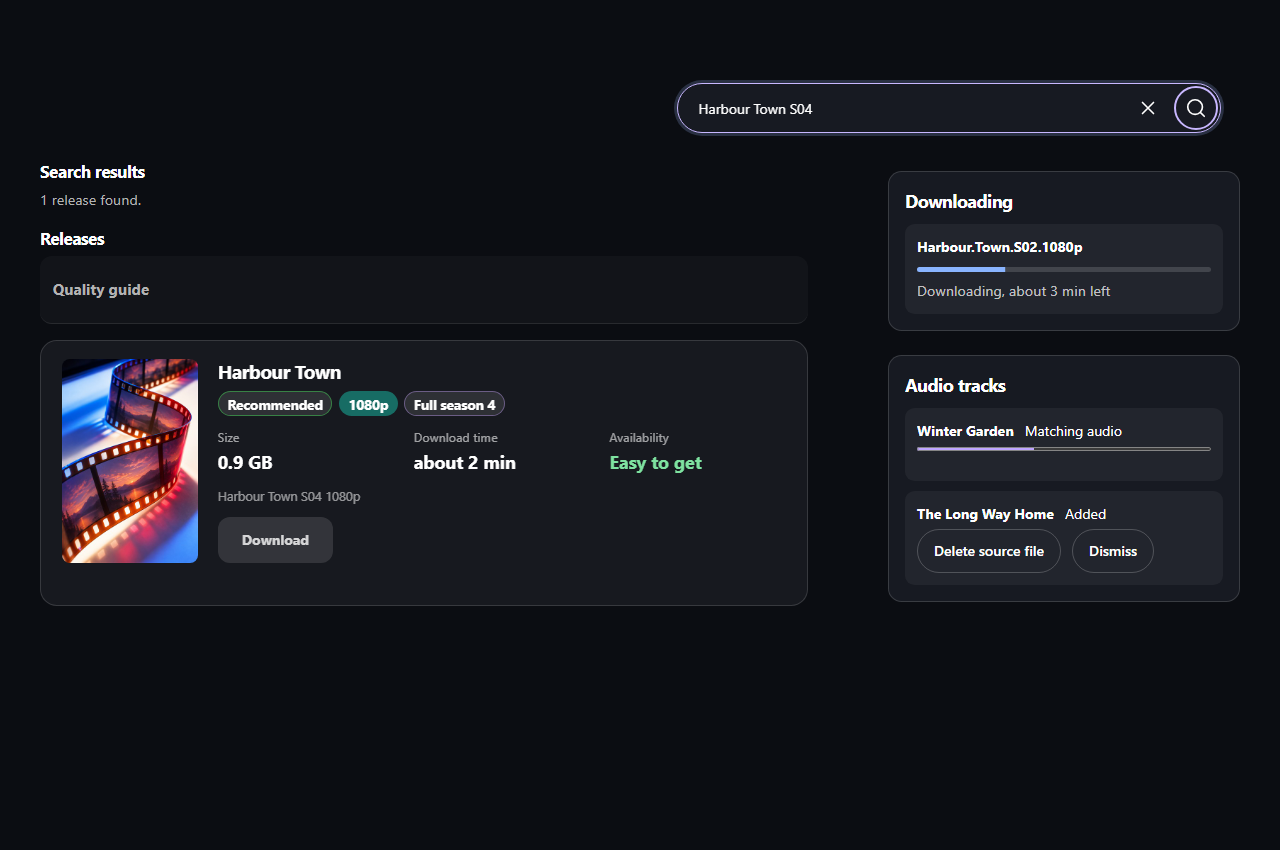 Harbour Town S04
Search results
1 release found.
Releases
Quality guide
Harbour Town
Recommended 1080p Full season 4
Size Download time Availability
0.9 GB about 2 min Easy to get
Harbour Town S04 1080p
Download
Downloading
Harbour.Town.S02.1080p
Downloading, about 3 min left
Audio tracks
Winter Garden Matching audio
The Long Way Home Added
Delete source file Dismiss